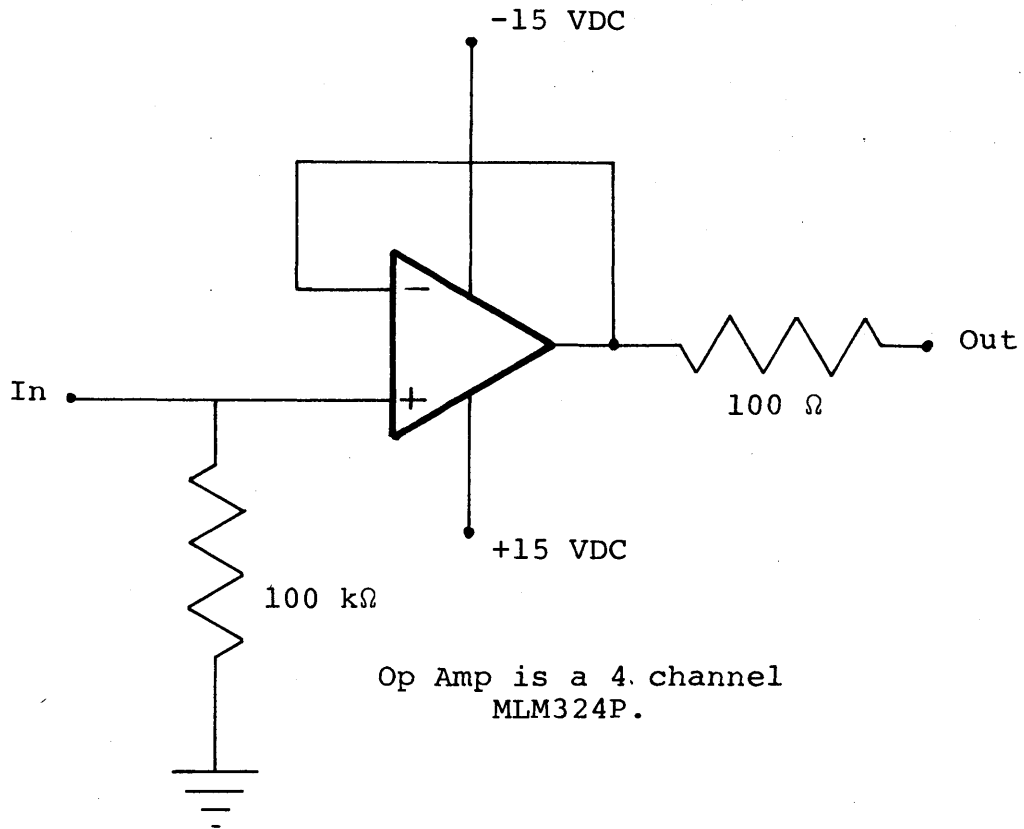 -15 VDC
−
Out
In
+
100 Ω
+15 VDC
100 kΩ
Op Amp is a 4 channel
MLM324P.